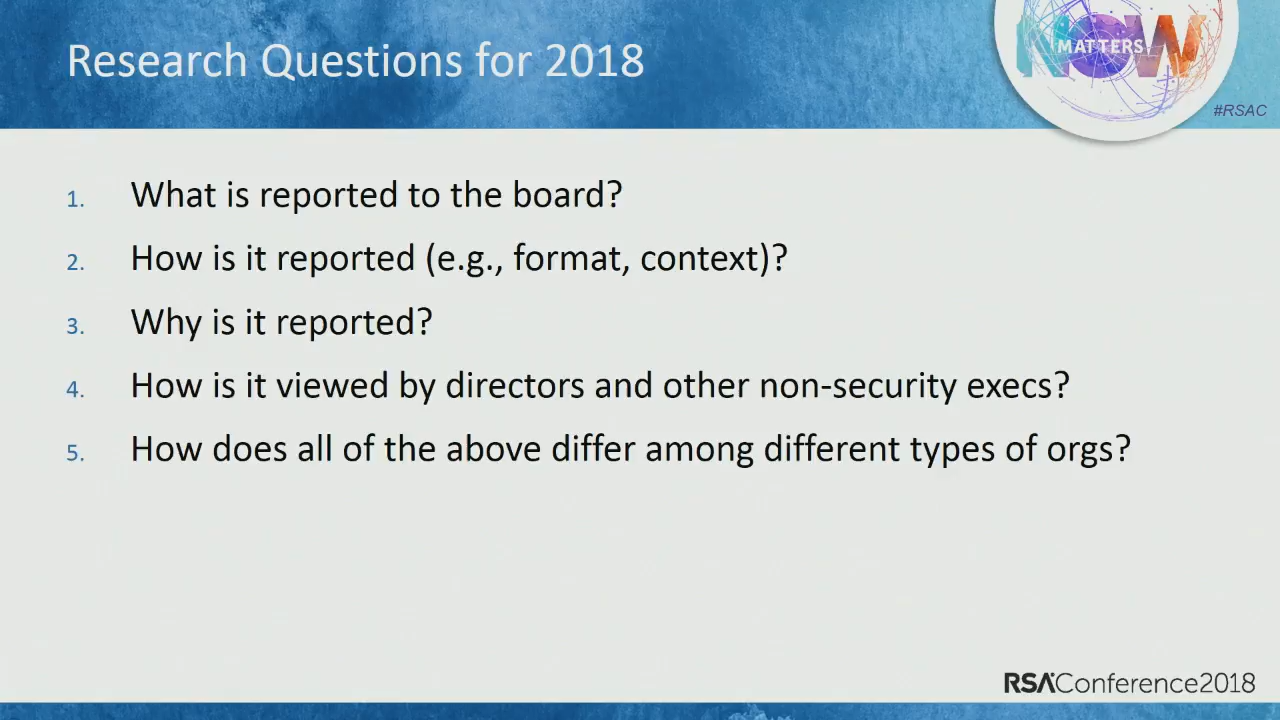 Research Questions for 2018
NOW
MATTERS
#RSAC
1. What is reported to the board?
2. How is it reported (e.g., format, context)?
3. Why is it reported?
4. How is it viewed by directors and other non-security execs?
5. How does all of the above differ among different types of orgs?
RSAConference2018